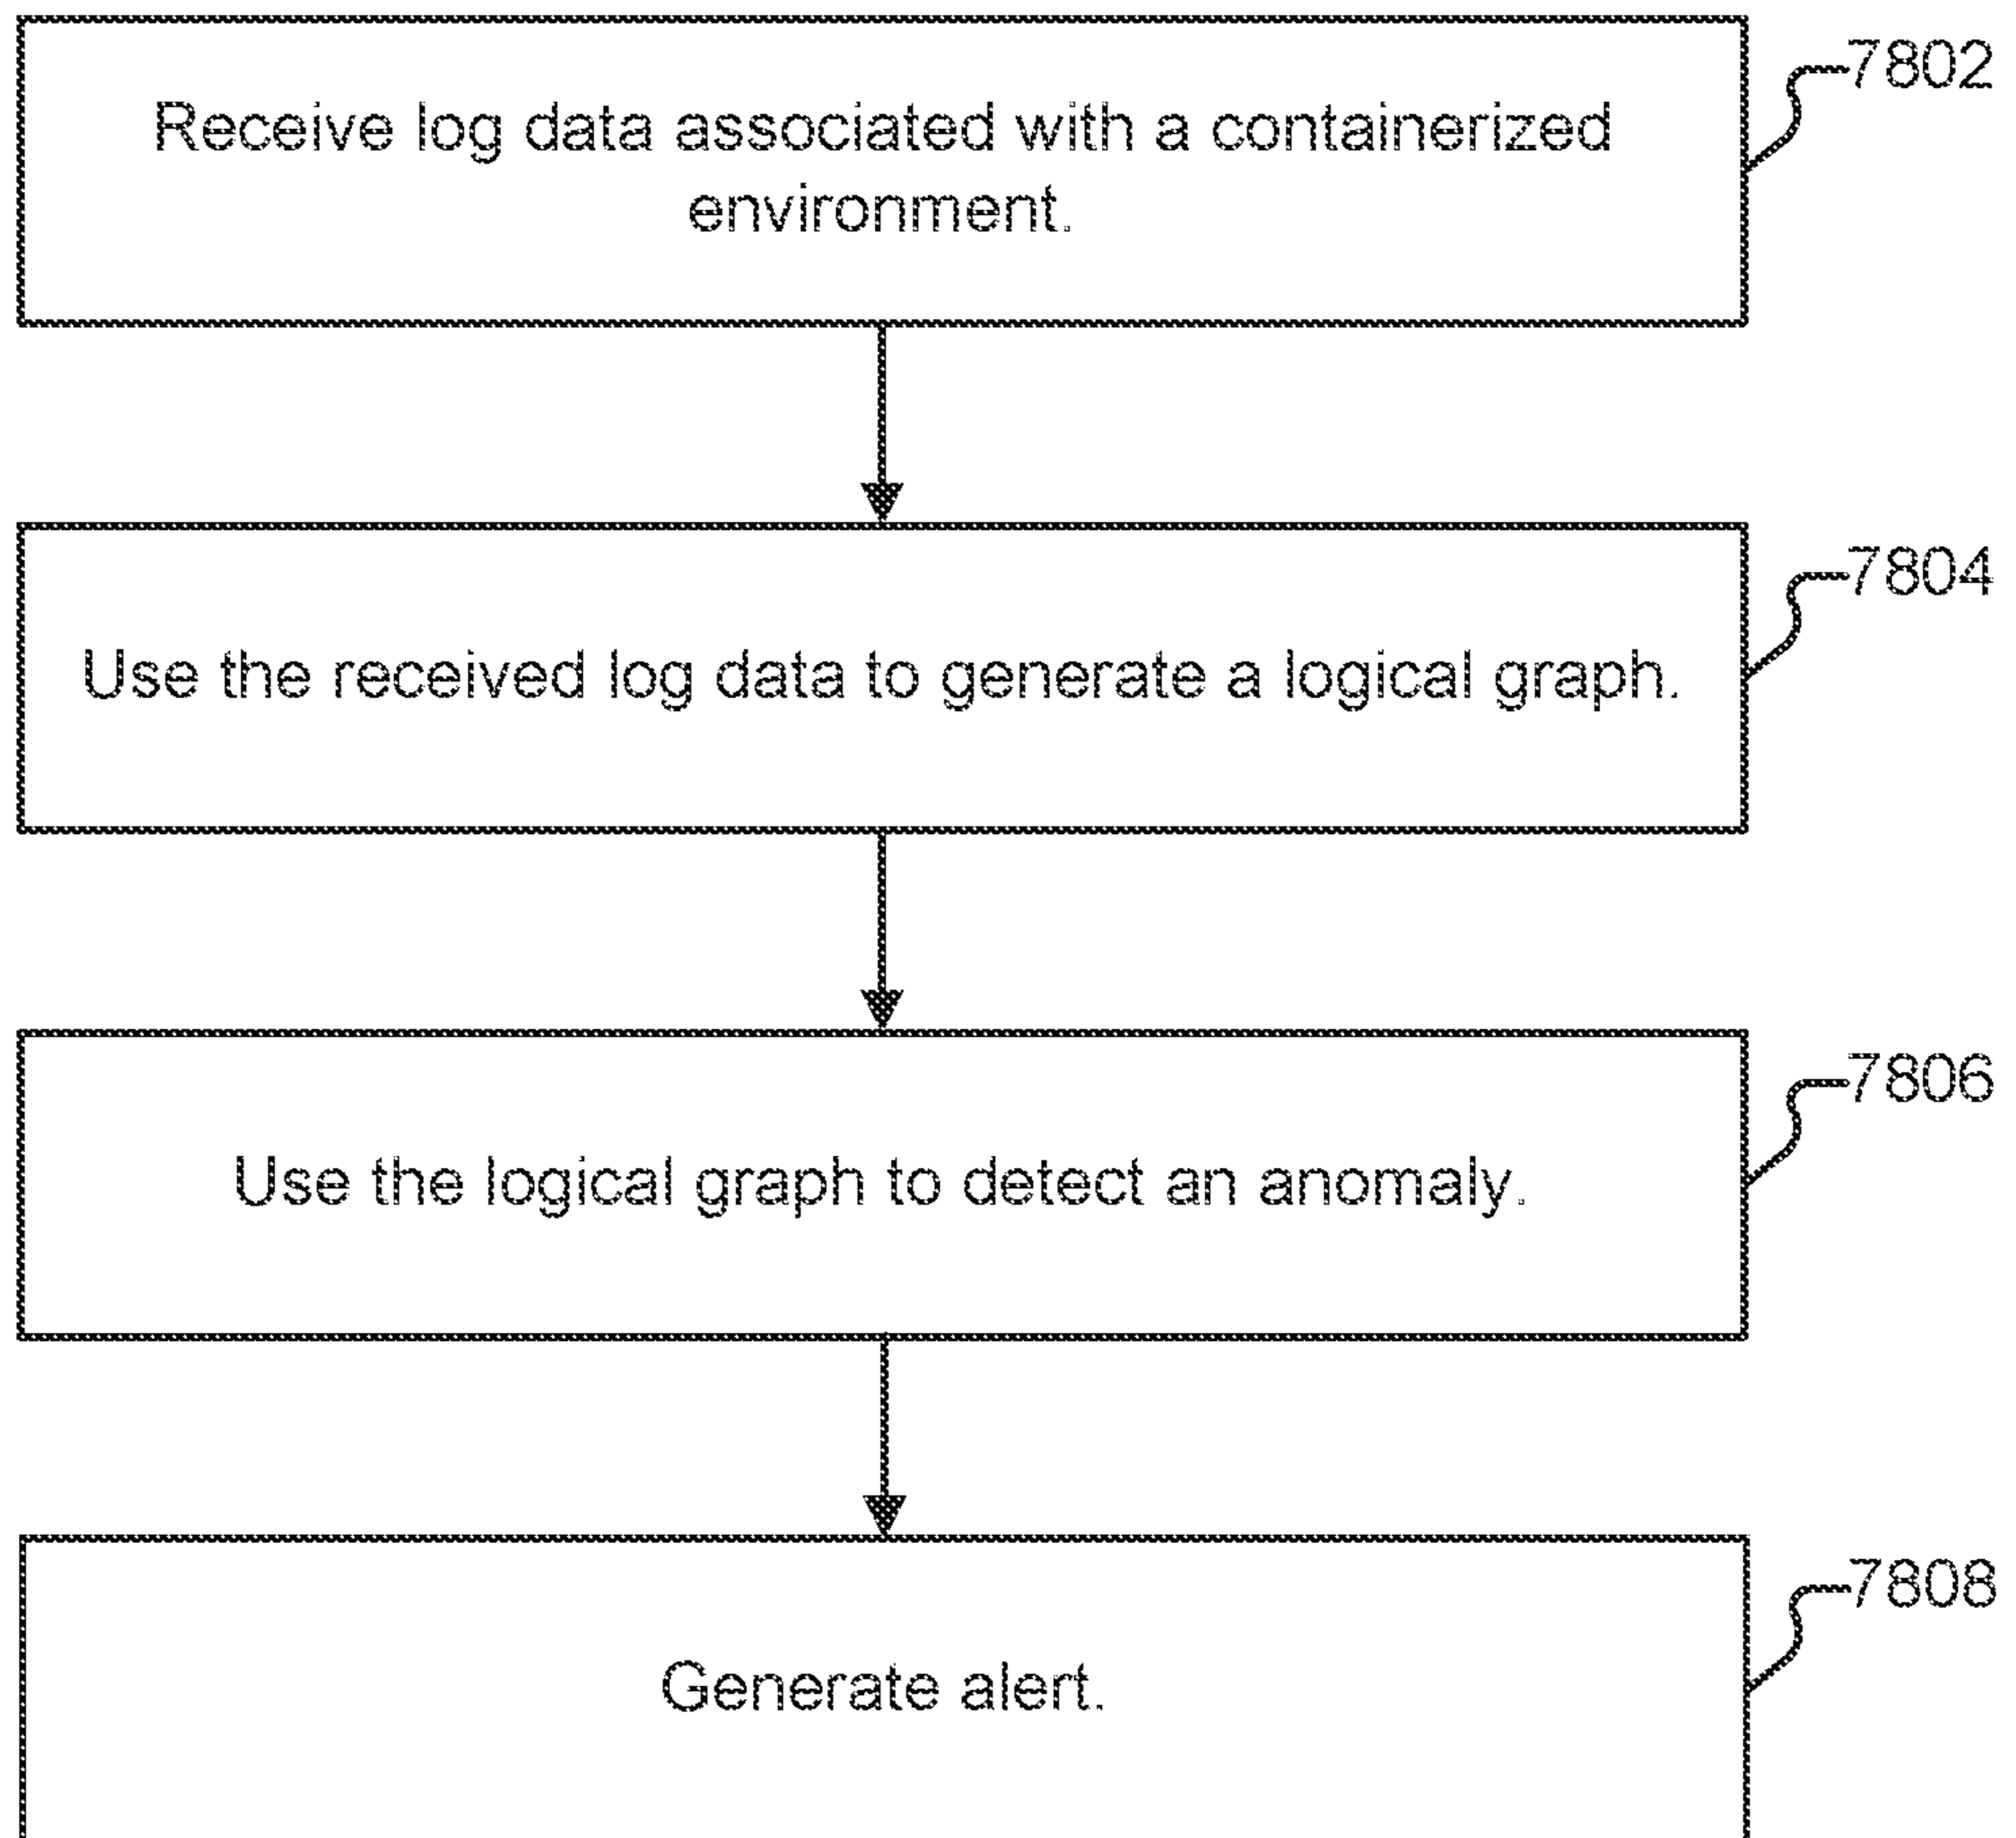 7802
Receive log data associated with a containerized
environment.
7804
Use the received log data to generate a logical graph.
7806
Use the logical graph to detect an anomaly.
7808
Generate alert.